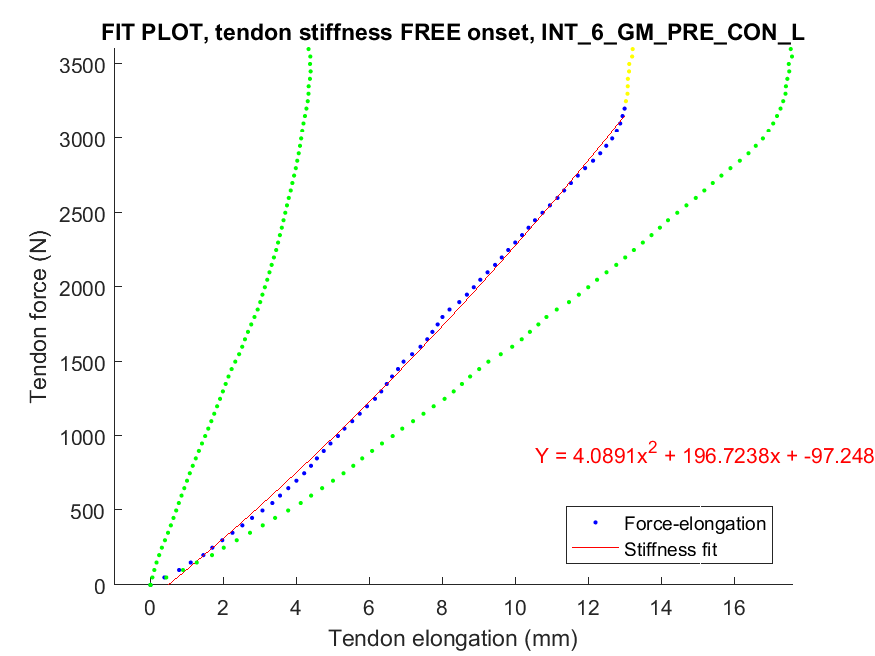 FIT PLOT, tendon stiffness FREE onset, INT_6_GM_PRE_CON_L
3500
3000
2500
2000
1500
1000
500
0
Tendon force (N)
Y = 4.0891x² + 196.7238x + -97.248
Force-elongation
Stiffness fit
0 2 4 6 8 10 12 14 16
Tendon elongation (mm)